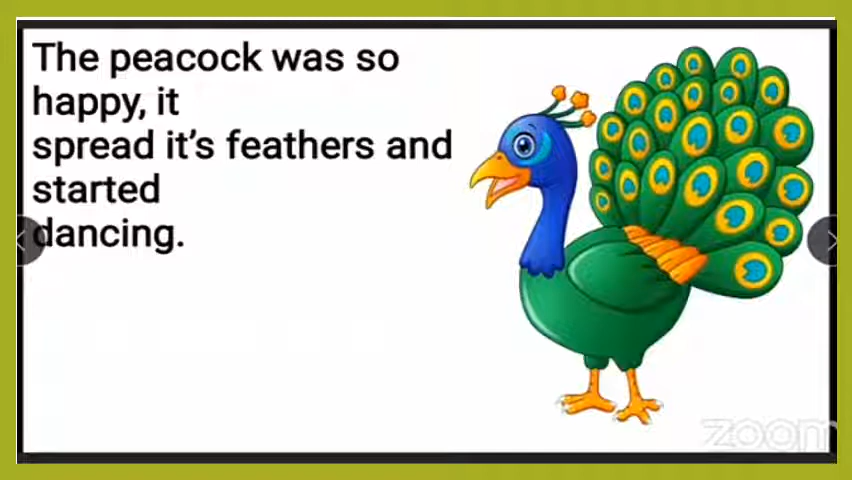 The peacock was so
happy, it
spread it’s feathers and
started
dancing.
zoom